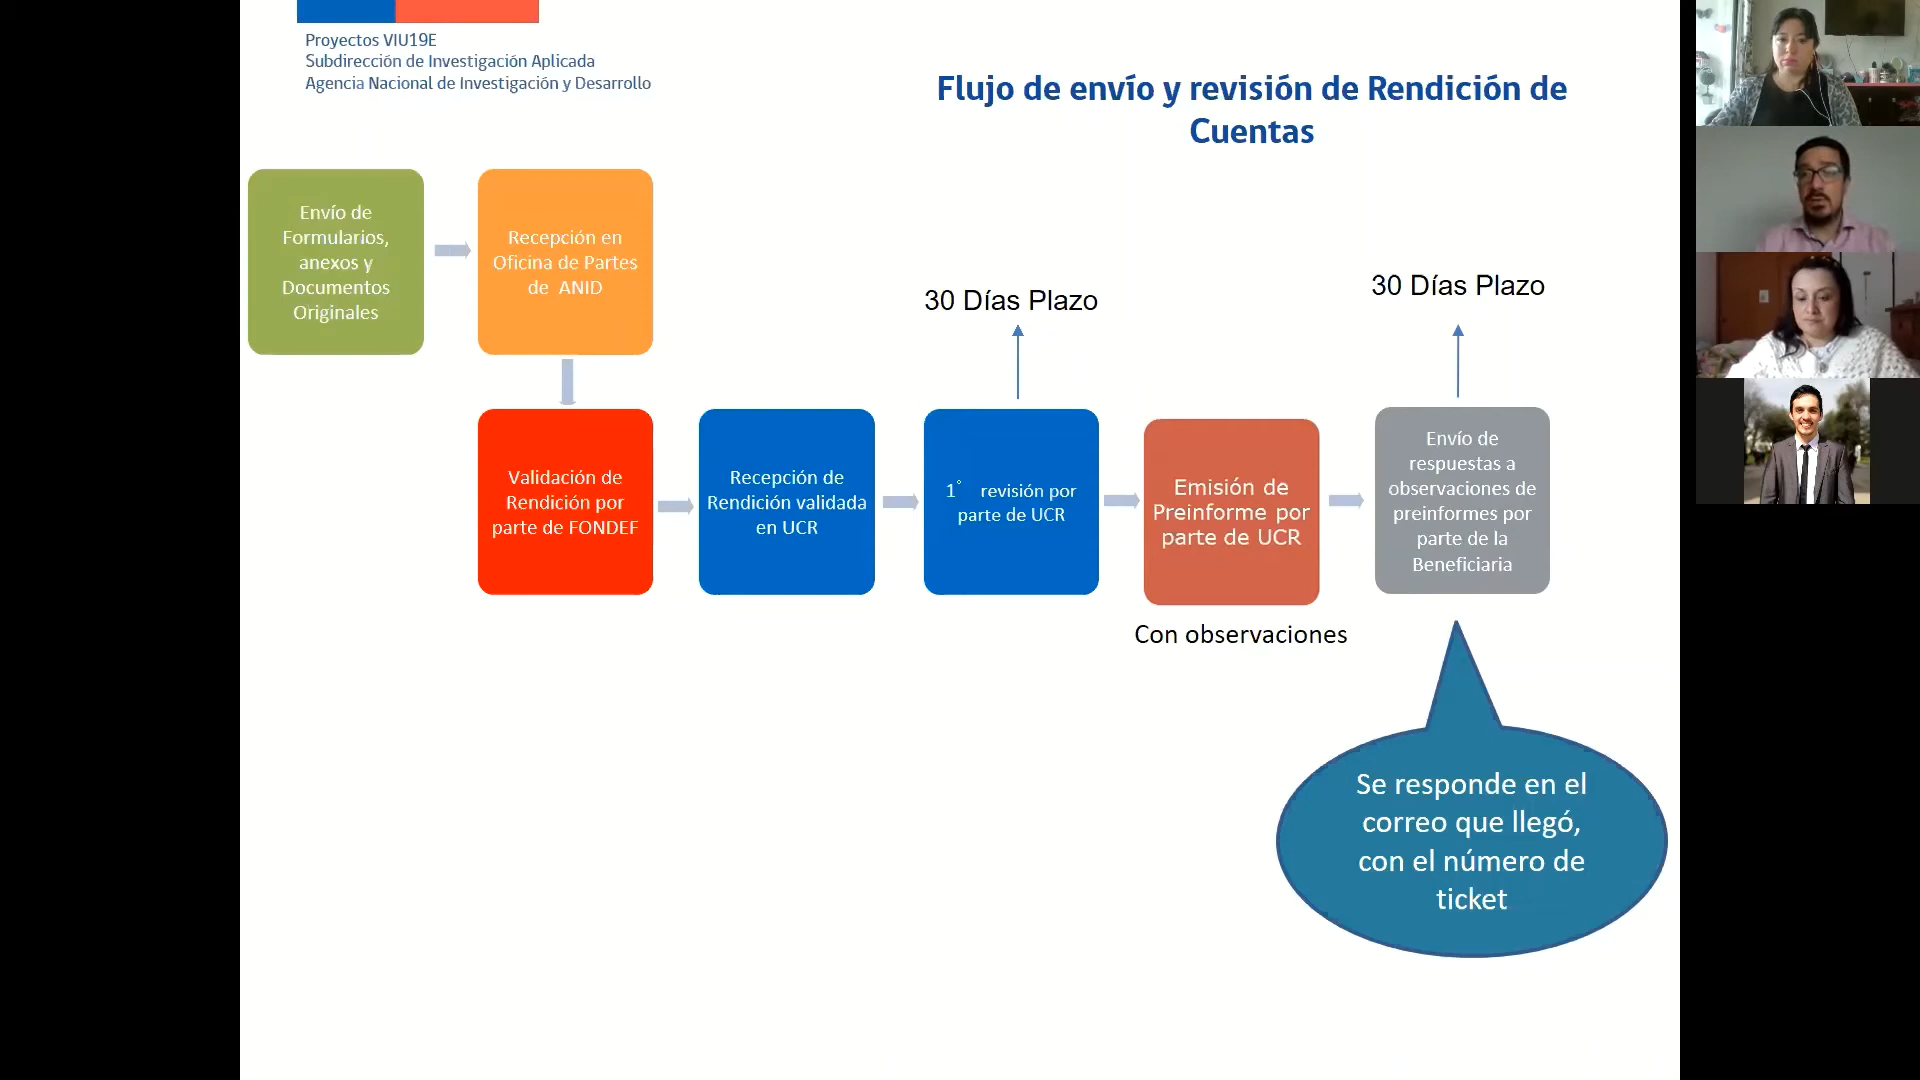 Proyectos VIU19E
Subdirección de Investigación Aplicada
Agencia Nacional de Investigación y Desarrollo
Flujo de envío y revisión de Rendición de
Cuentas
Envío de
Formularios,
anexos y
Documentos
Originales
Recepción en
Oficina de Partes
de ANID
30 Días Plazo
30 Días Plazo
Validación de
Rendición por
parte de FONDEF
Recepción de
Rendición validada
en UCR
1° revisión por
parte de UCR
Emisión de
Preinforme por
parte de UCR
Envío de
respuestas a
observaciones de
preinformes por
parte de la
Beneficiaria
Con observaciones
Se responde en el
correo que llegó,
con el número de
ticket